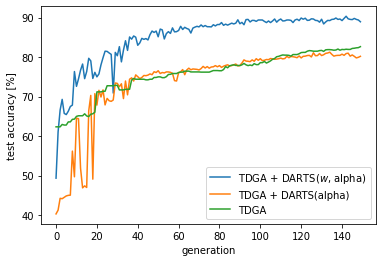 90
80
70
60
50
40
test accuracy [%]
0
20
40
60
80
100
120
140
generation
TDGA + DARTS(w, alpha)
TDGA + DARTS(alpha)
TDGA